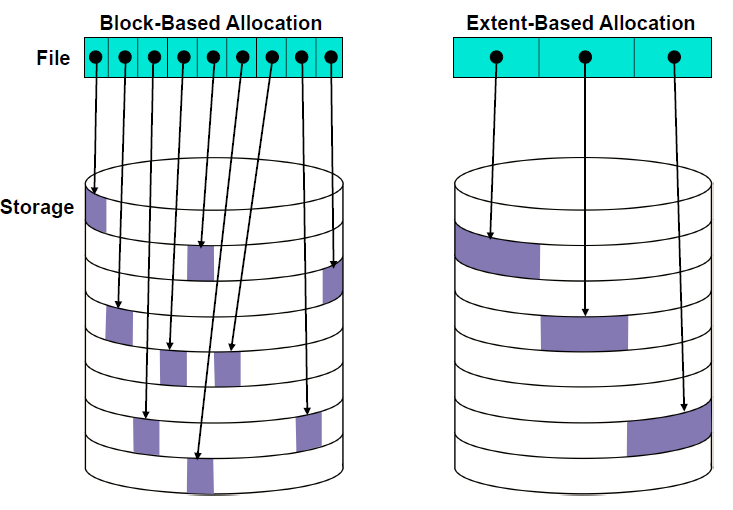 Block-Based Allocation
Extent-Based Allocation
File
Storage